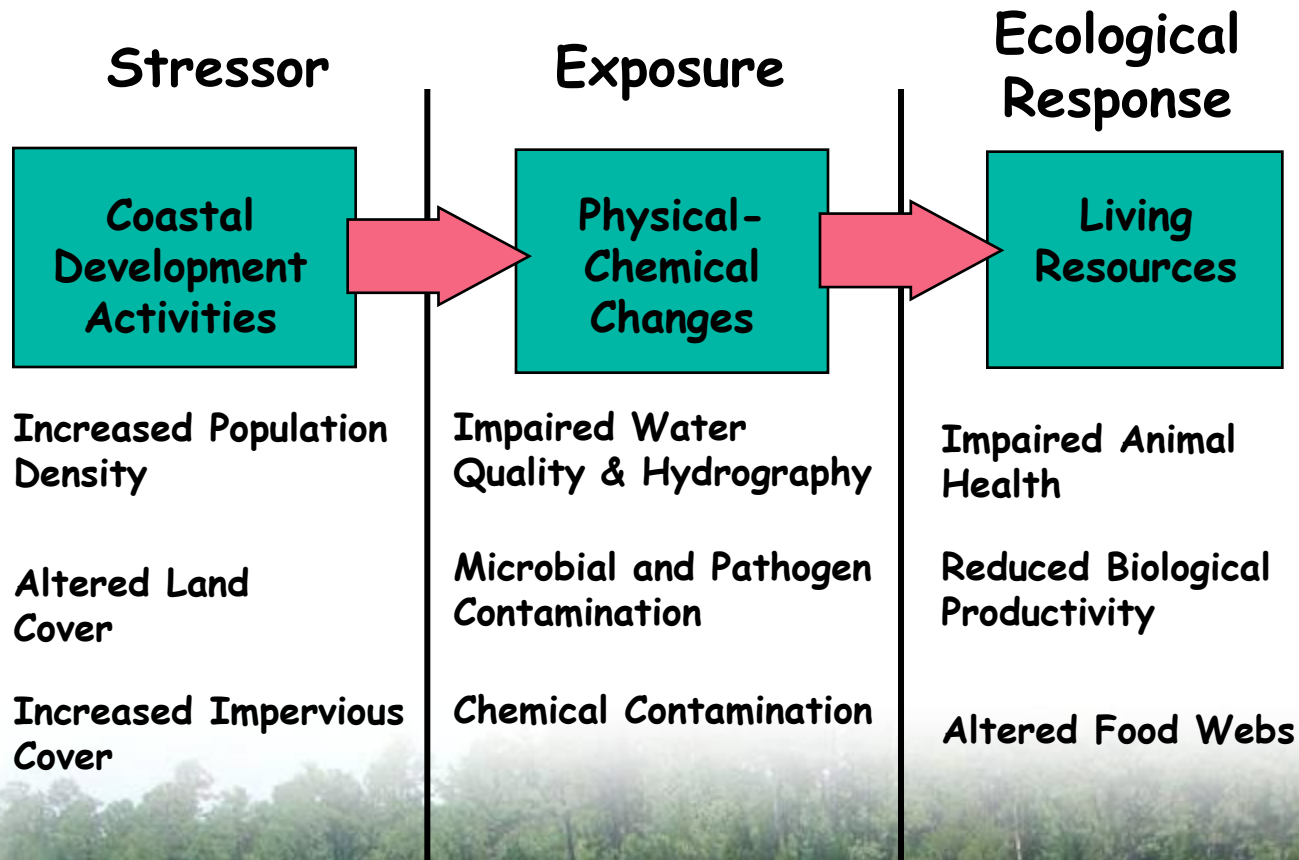 Stressor
Coastal
Development
Activities
Increased Population
Density
Altered Land
Cover
Increased Impervious
Cover
Exposure
Physical-
Chemical
Changes
Impaired Water
Quality & Hydrography
Microbial and Pathogen
Contamination
Chemical Contamination
Ecological
Response
Living
Resources
Impaired Animal
Health
Reduced Biological
Productivity
Altered Food Webs